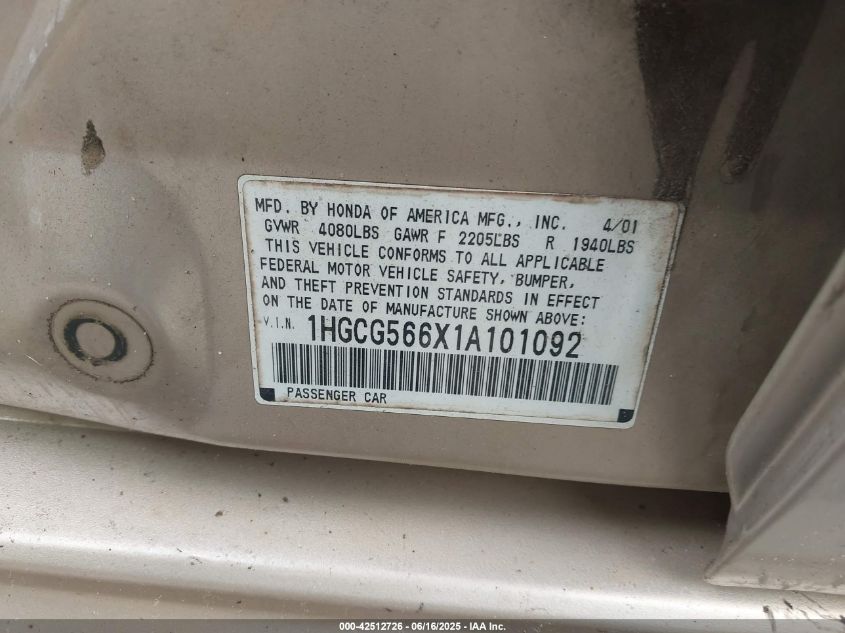 MFD. BY HONDA OF AMERICA MFG., INC. 4/01
GVWR 4080LBS GAWR F 2205LBS R 1940LBS
THIS VEHICLE CONFORMS TO ALL APPLICABLE
FEDERAL MOTOR VEHICLE SAFETY, BUMPER,
AND THEFT PREVENTION STANDARDS IN EFFECT
ON THE DATE OF MANUFACTURE SHOWN ABOVE:
V.I.N. 1HGCG566X1A101092
PASSENGER CAR
000-42512726 - 06/16/2025 - IAA Inc.